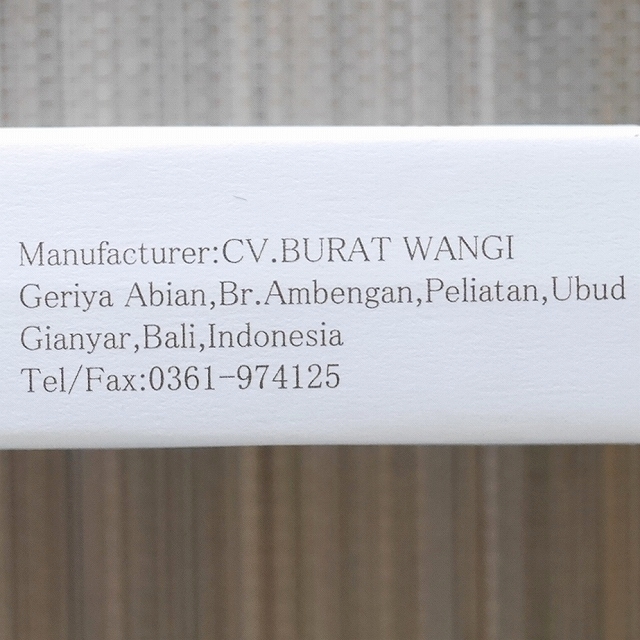 Manufacturer:CV.BURAT WANGI
Geriya Abian,Br.Ambengan,Peliatan,Ubud
Gianyar,Bali,Indonesia
Tel/Fax:0361-974125